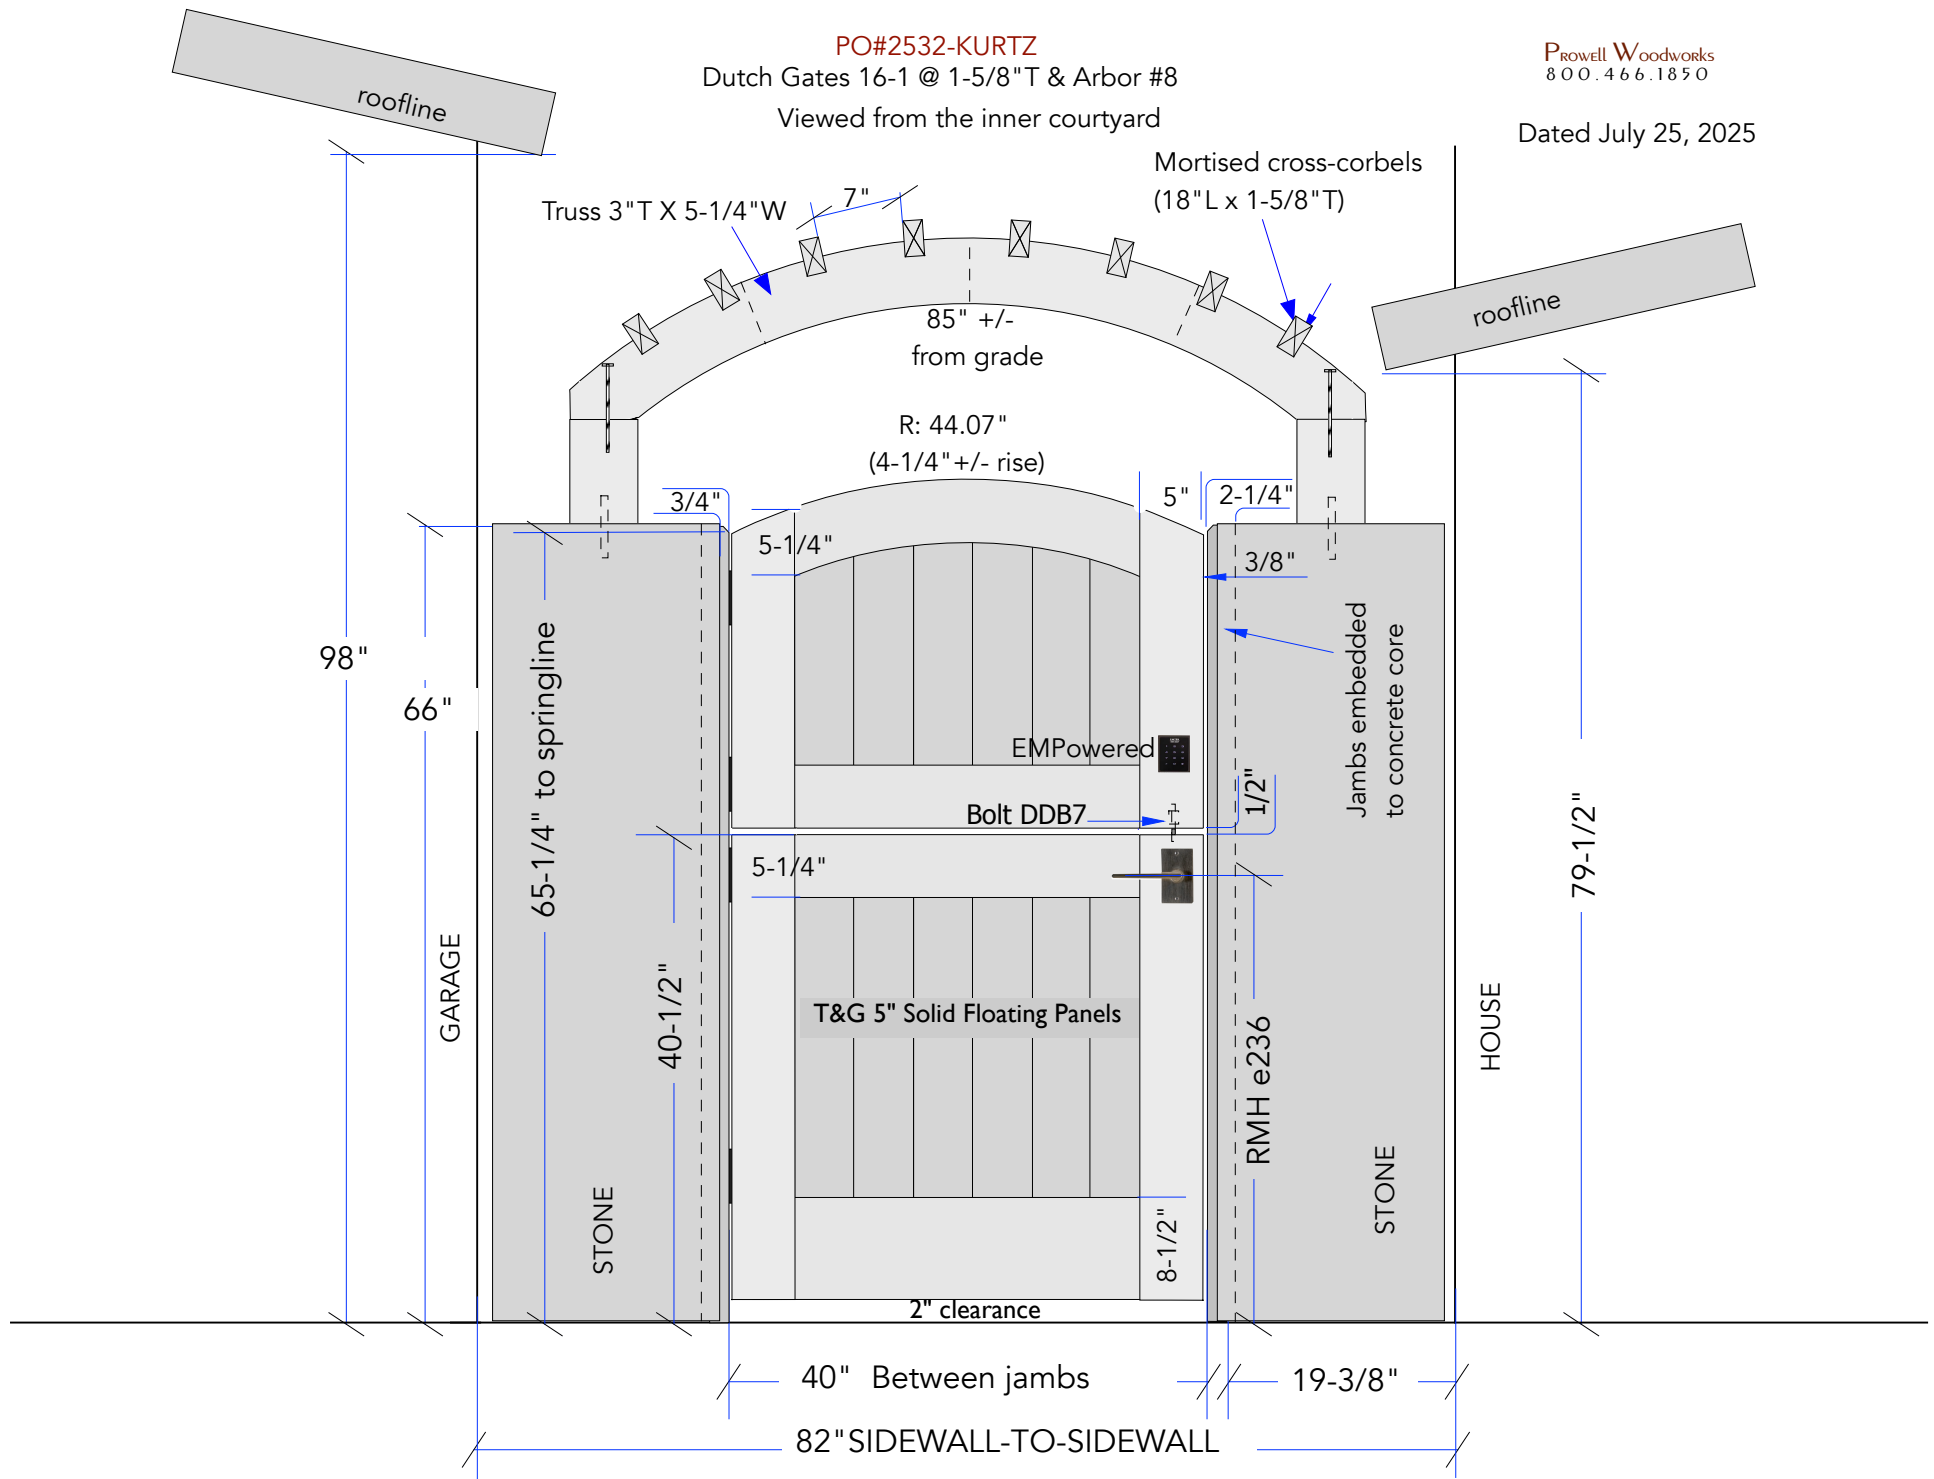 PO#2532-KURTZ
Dutch Gates 16-1 @ 1-5/8"T & Arbor #8
Viewed from the inner courtyard
Prowell Woodworks
800.466.1850
Dated July 25, 2025
roofline
Mortised cross-corbels
(18"L x 1-5/8"T)
Truss 3"T X 5-1/4"W
7"
roofline
85" +/-
from grade
R: 44.07"
(4-1/4"+/- rise)
3/4"
5"
2-1/4"
5-1/4"
3/8"
98"
66"
65-1/4" to springline
Jambs embedded
to concrete core
EMPowered
1/2"
Bolt DDB7
79-1/2"
5-1/4"
GARAGE
40-1/2"
T&G 5" Solid Floating Panels
RMH e236
HOUSE
STONE
8-1/2"
STONE
2" clearance
40" Between jambs
19-3/8"
82"SIDEWALL-TO-SIDEWALL